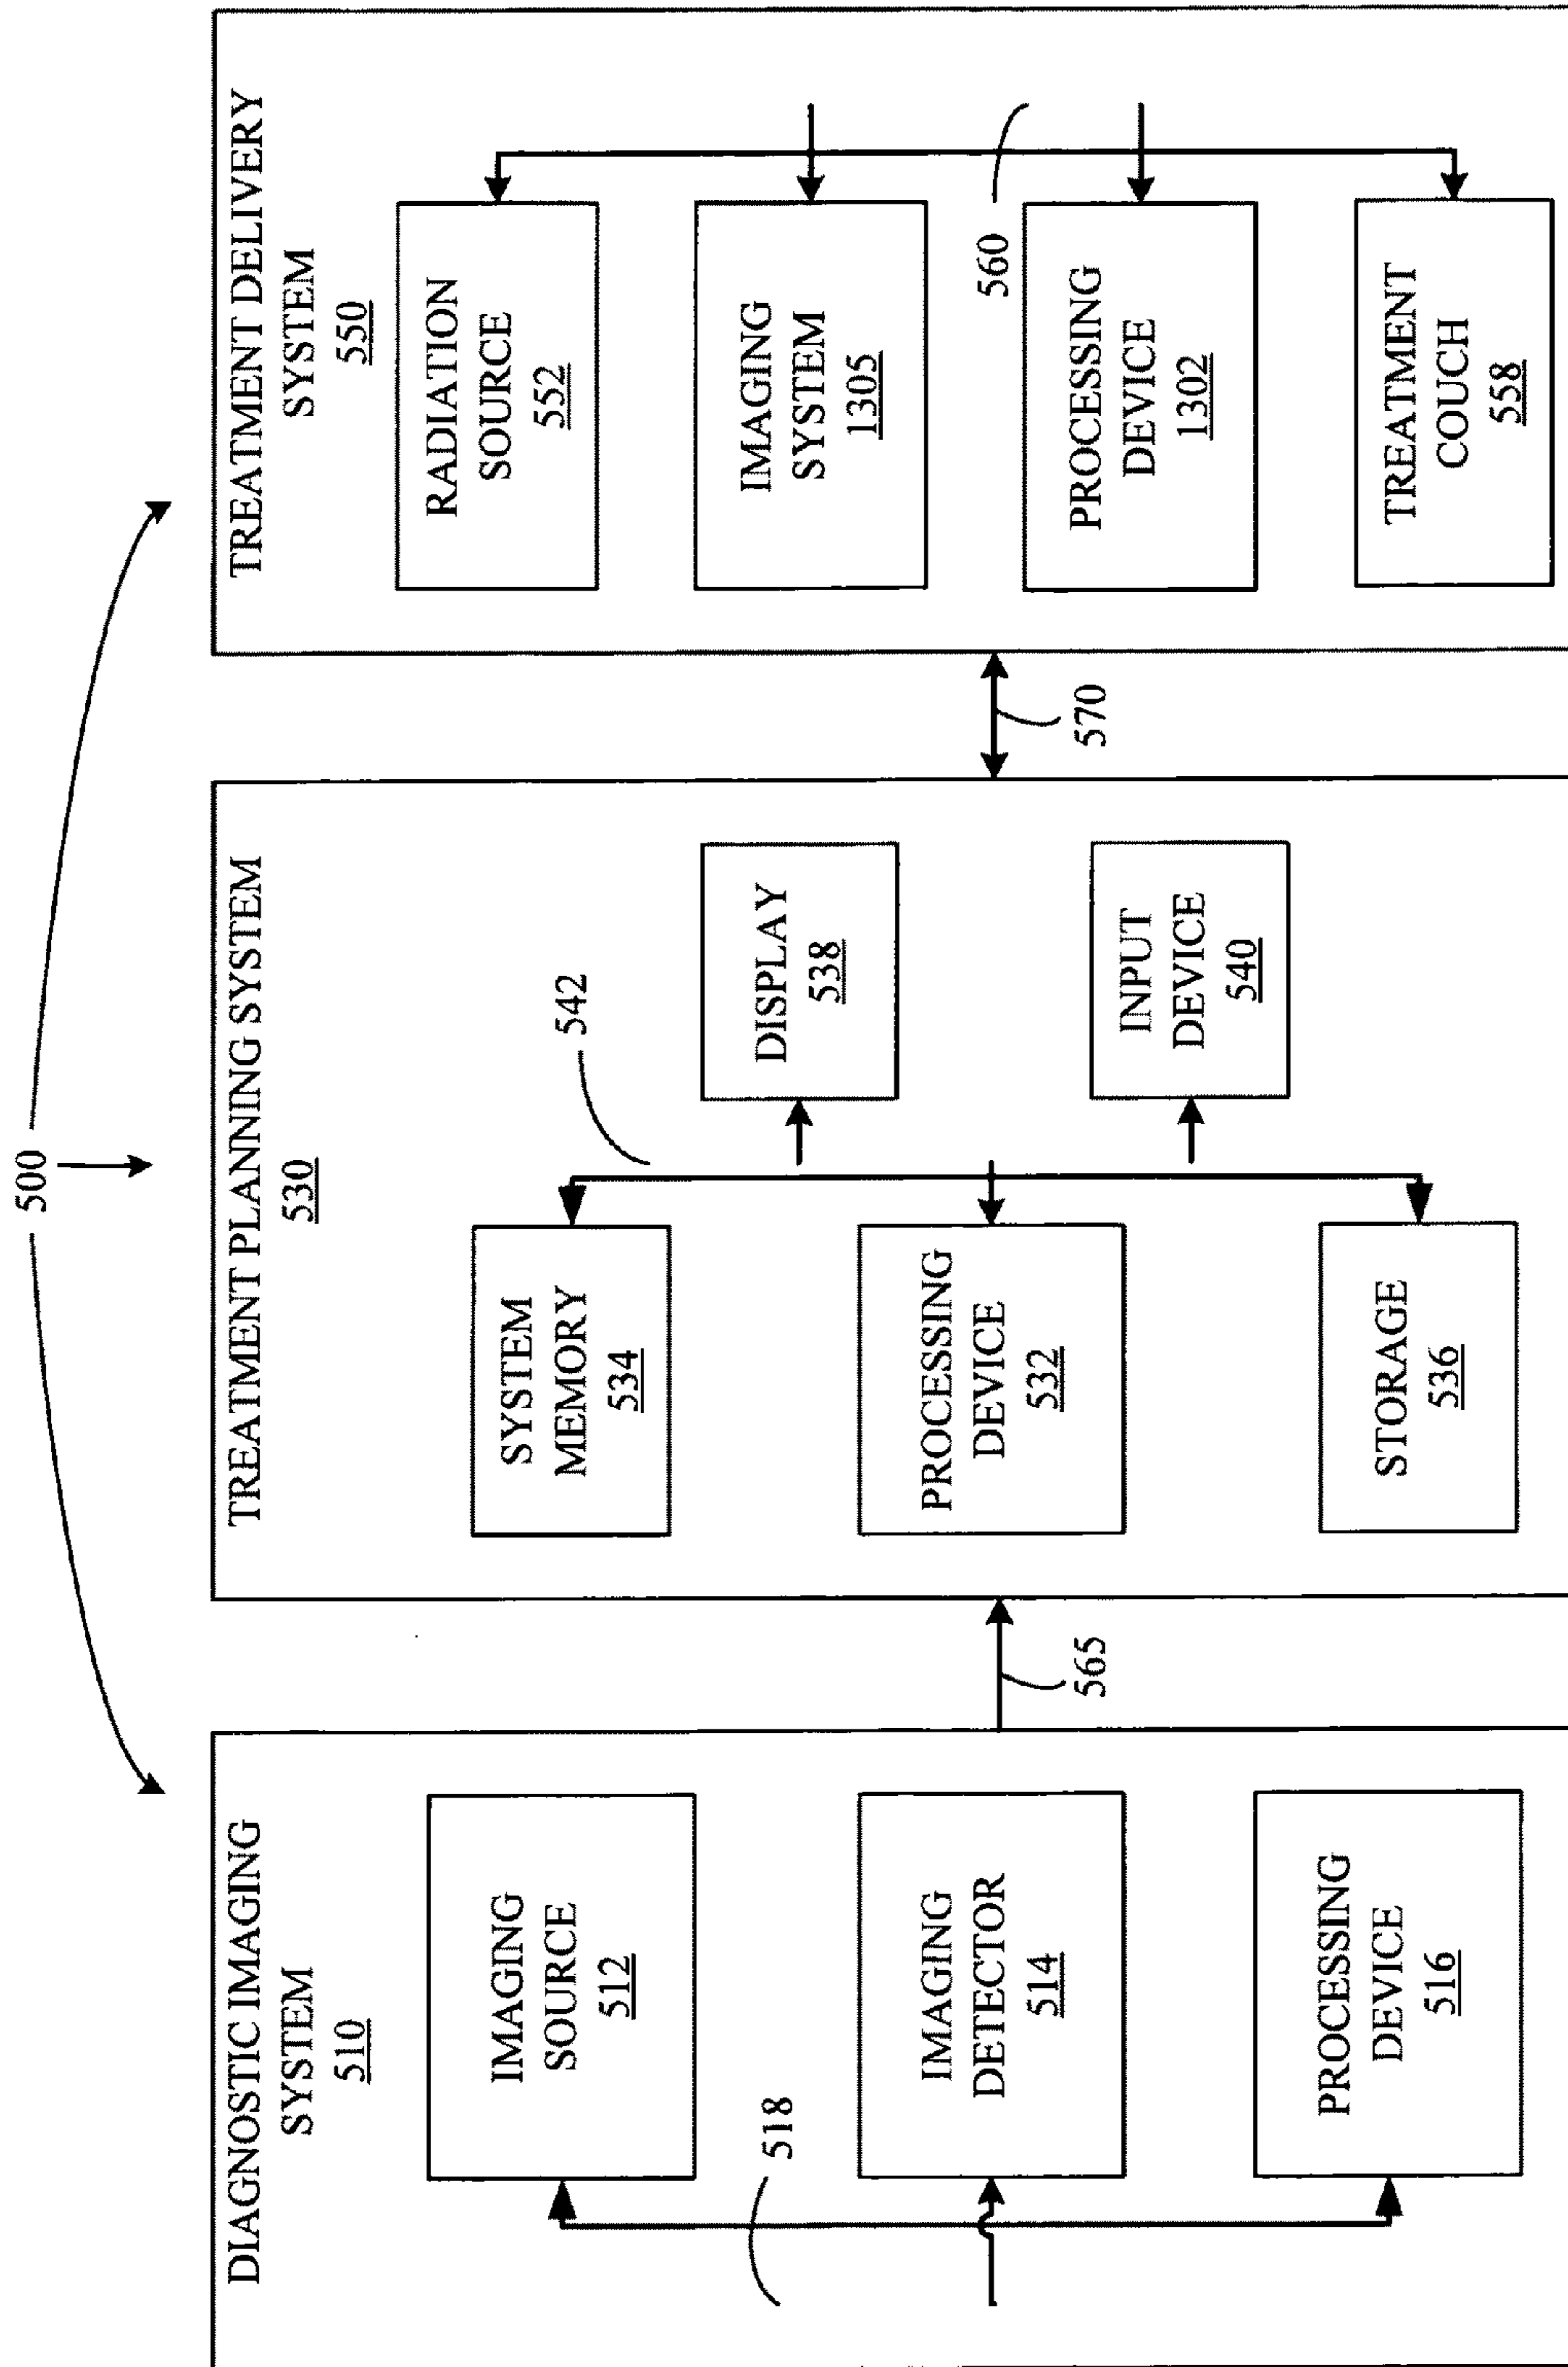 500
DIAGNOSTIC IMAGING
SYSTEM
510
IMAGING
SOURCE
512
518
IMAGING
DETECTOR
514
PROCESSING
DEVICE
516
565
TREATMENT PLANNING SYSTEM
530
542
SYSTEM
MEMORY
534
DISPLAY
538
PROCESSING
DEVICE
532
INPUT
DEVICE
540
STORAGE
536
570
TREATMENT DELIVERY
SYSTEM
550
RADIATION
SOURCE
552
IMAGING
SYSTEM
1305
560
PROCESSING
DEVICE
1302
TREATMENT
COUCH
558